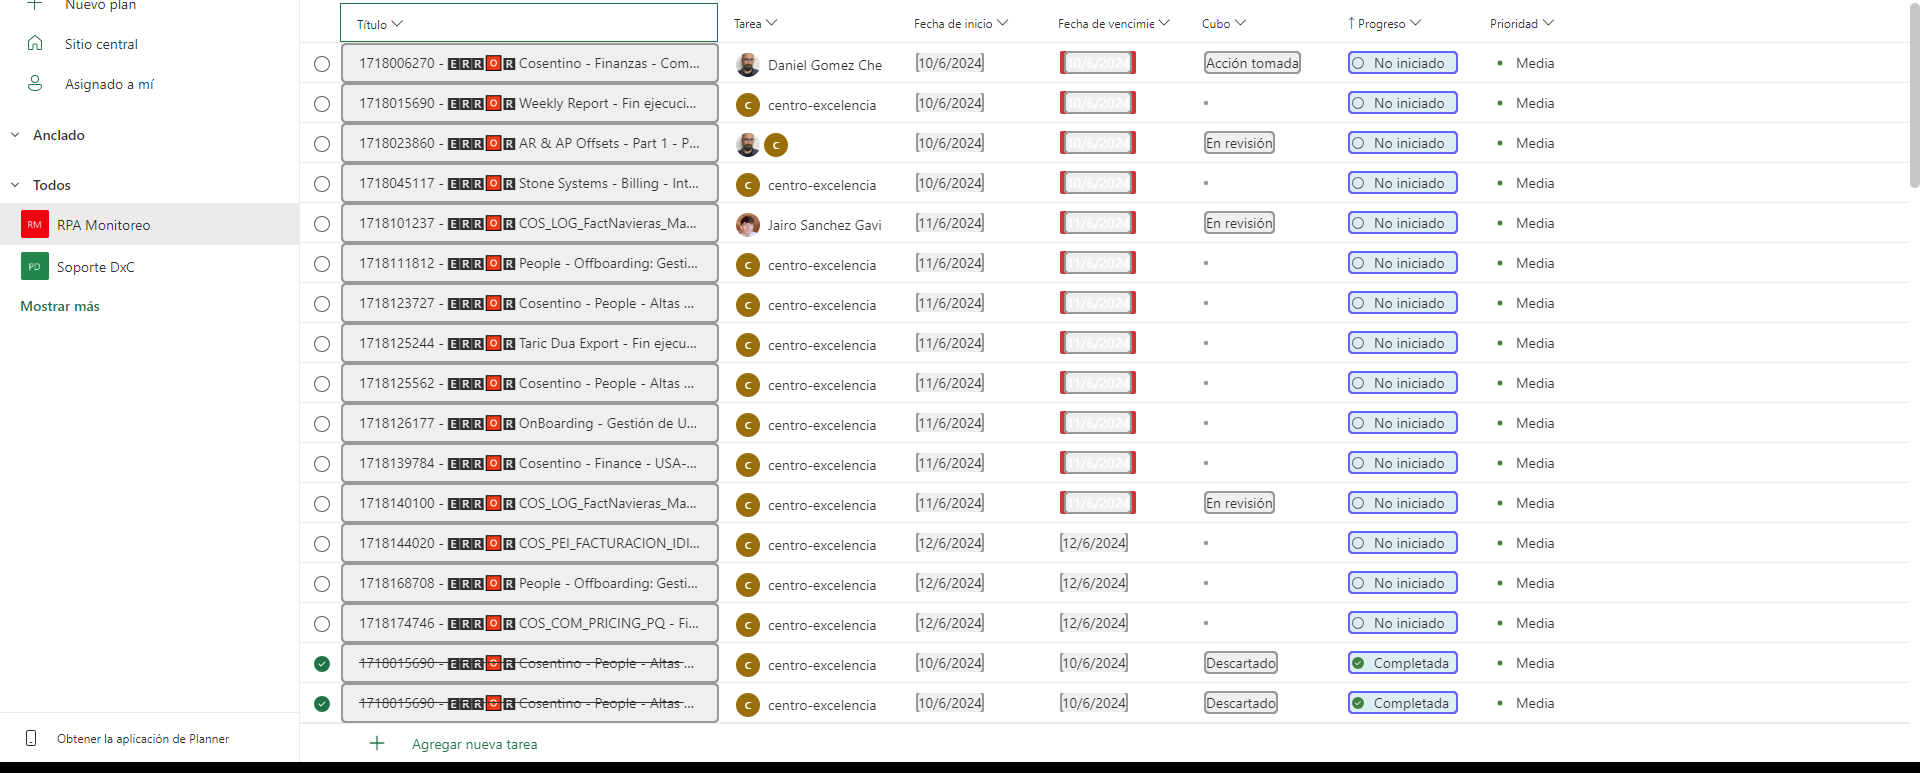 Nuevo plan
Sitio central
Asignado a mí
Anclado
Todos
RM RPA Monitoreo
PD Soporte DxC
Mostrar más
Obtener la aplicación de Planner
Título Tarea Fecha de inicio Fecha de vencimie Cubo ↑ Progreso Prioridad
1718006270 - ERROR Cosentino - Finanzas - Com... Daniel Gomez Che 10/6/2024 10/6/2024 Acción tomada No iniciado Media
1718015690 - ERROR Weekly Report - Fin ejecuci... c centro-excelencia 10/6/2024 10/6/2024 No iniciado Media
1718023860 - ERROR AR & AP Offsets - Part 1 - P... c 10/6/2024 10/6/2024 En revisión No iniciado Media
1718045117 - ERROR Stone Systems - Billing - Int... c centro-excelencia 10/6/2024 10/6/2024 No iniciado Media
1718101237 - ERROR COS_LOG_FactNavieras_Ma... Jairo Sanchez Gavi 11/6/2024 11/6/2024 En revisión No iniciado Media
1718111812 - ERROR People - Offboarding: Gesti... c centro-excelencia 11/6/2024 11/6/2024 No iniciado Media
1718123727 - ERROR Cosentino - People - Altas ... c centro-excelencia 11/6/2024 11/6/2024 No iniciado Media
1718125244 - ERROR Taric Dua Export - Fin ejecu... c centro-excelencia 11/6/2024 11/6/2024 No iniciado Media
1718125562 - ERROR Cosentino - People - Altas ... c centro-excelencia 11/6/2024 11/6/2024 No iniciado Media
1718126177 - ERROR OnBoarding - Gestión de U... c centro-excelencia 11/6/2024 11/6/2024 No iniciado Media
1718139784 - ERROR Cosentino - Finance - USA-... c centro-excelencia 11/6/2024 11/6/2024 No iniciado Media
1718140100 - ERROR COS_LOG_FactNavieras_Ma... c centro-excelencia 11/6/2024 11/6/2024 En revisión No iniciado Media
1718144020 - ERROR COS_PEI_FACTURACION_IDI... c centro-excelencia 12/6/2024 12/6/2024 No iniciado Media
1718168708 - ERROR People - Offboarding: Gesti... c centro-excelencia 12/6/2024 12/6/2024 No iniciado Media
1718174746 - ERROR COS_COM_PRICING_PQ - Fi... c centro-excelencia 12/6/2024 12/6/2024 No iniciado Media
1718015690 - ERROR Cosentino - People - Altas ... c centro-excelencia 10/6/2024 10/6/2024 Descartado Completada Media
1718015690 - ERROR Cosentino - People - Altas ... c centro-excelencia 10/6/2024 10/6/2024 Descartado Completada Media
Agregar nueva tarea